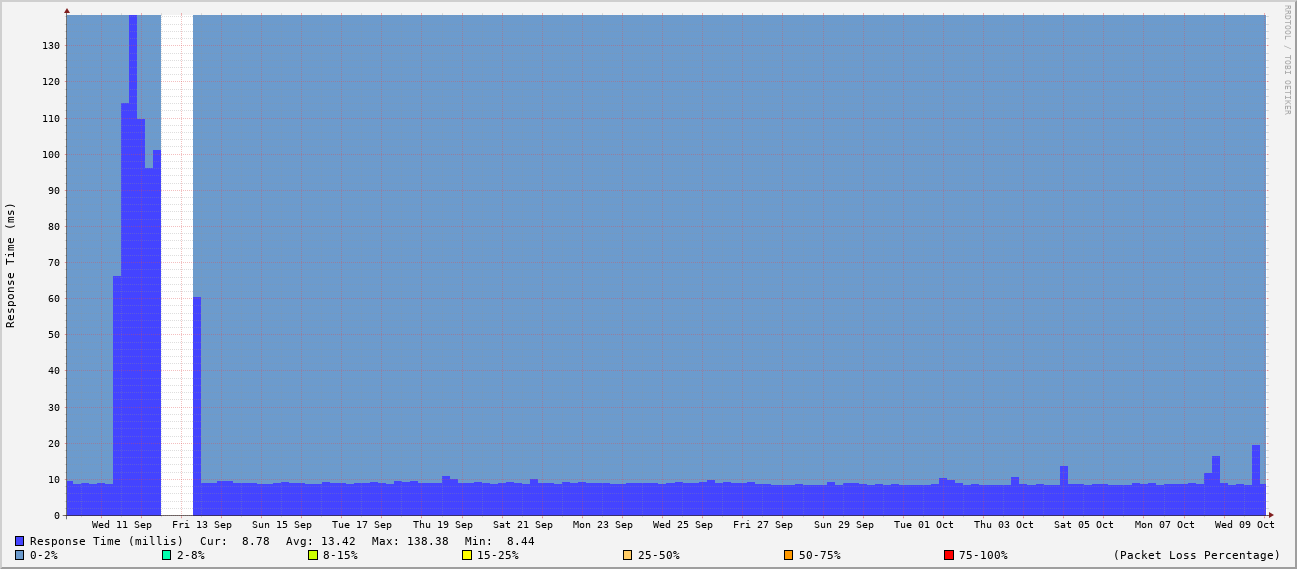 RRDTOOL / TOBI OETIKER
Response Time (ms)
130
120
110
100
90
80
70
60
50
40
30
20
10
0
Wed 11 Sep Fri 13 Sep Sun 15 Sep Tue 17 Sep Thu 19 Sep Sat 21 Sep Mon 23 Sep Wed 25 Sep Fri 27 Sep Sun 29 Sep Tue 01 Oct Thu 03 Oct Sat 05 Oct Mon 07 Oct Wed 09 Oct
Response Time (millis) Cur: 8.78 Avg: 13.42 Max: 138.38 Min: 8.44
0-2% 2-8% 8-15% 15-25% 25-50% 50-75% 75-100% (Packet Loss Percentage)